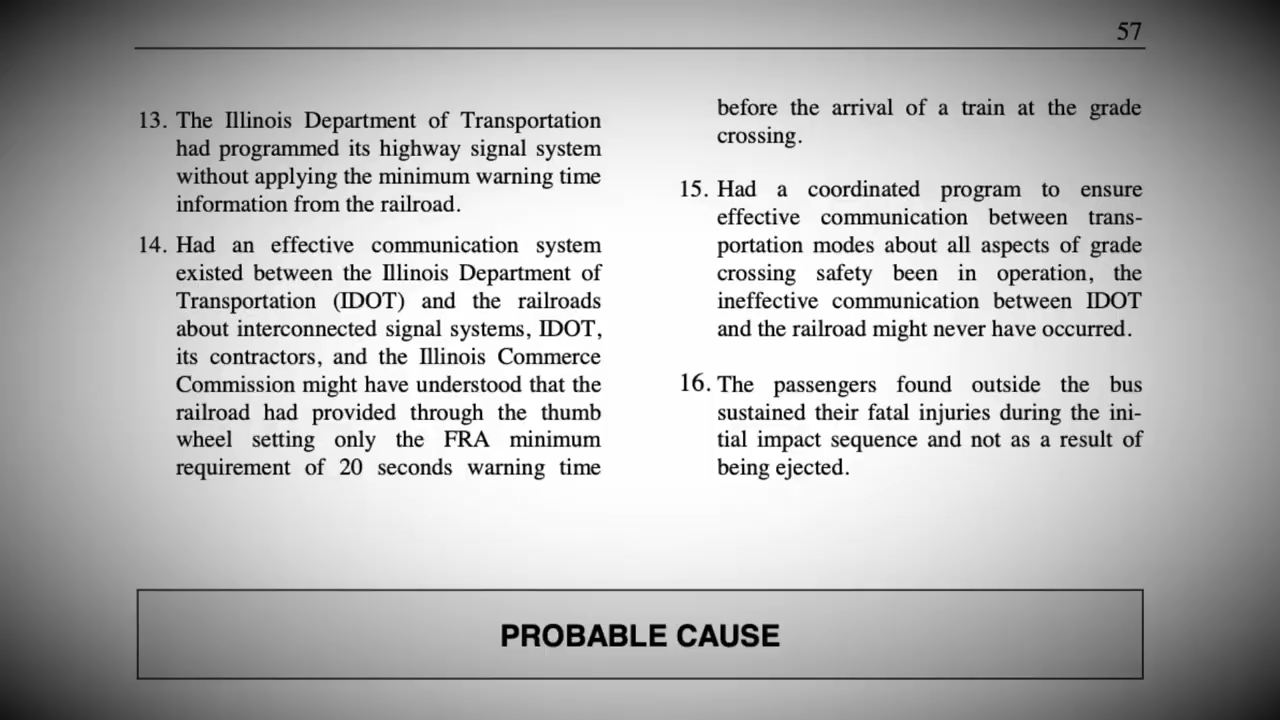 57
13. The Illinois Department of Transportation
had programmed its highway signal system
without applying the minimum warning time
information from the railroad.
14. Had an effective communication system
existed between the Illinois Department of
Transportation (IDOT) and the railroads
about interconnected signal systems, IDOT,
its contractors, and the Illinois Commerce
Commission might have understood that the
railroad had provided through the thumb
wheel setting only the FRA minimum
requirement of 20 seconds warning time
before the arrival of a train at the grade
crossing.
15. Had a coordinated program to ensure
effective communication between trans-
portation modes about all aspects of grade
crossing safety been in operation, the
ineffective communication between IDOT
and the railroad might never have occurred.
16. The passengers found outside the bus
sustained their fatal injuries during the ini-
tial impact sequence and not as a result of
being ejected.
PROBABLE CAUSE